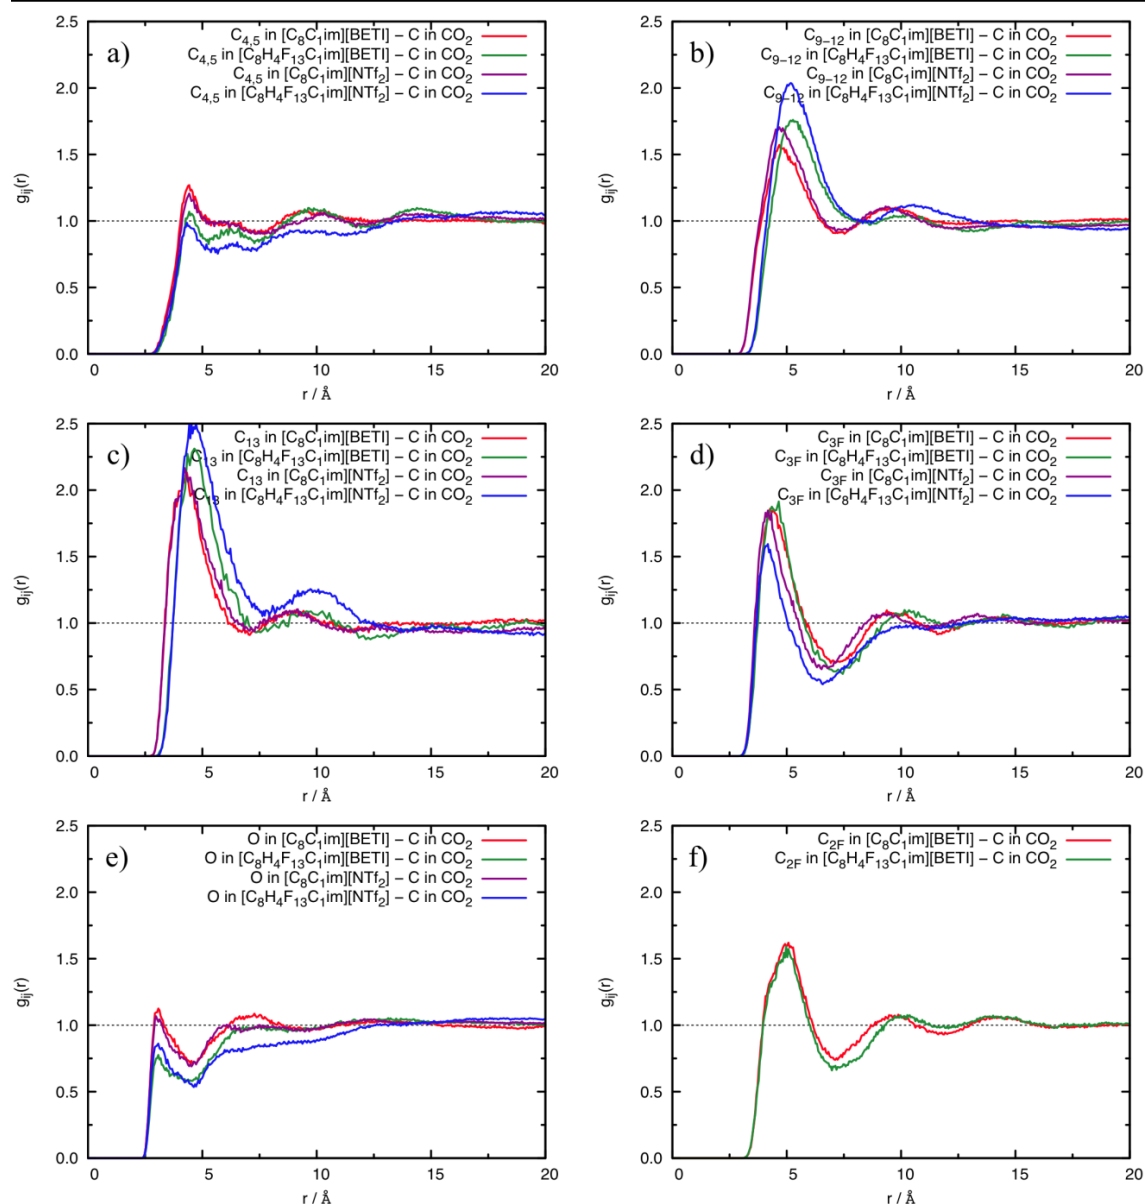 a)
C4,5 in [C8C1im][BETI] – C in CO2
C4,5 in [C8H4F13C1im][BETI] – C in CO2
C4,5 in [C8C1im][NTf2] – C in CO2
C4,5 in [C8H4F13C1im][NTf2] – C in CO2
gij(r)
2.5
2.0
1.5
1.0
0.5
0.0
0 5 10 15 20
r / Å
b)
C9–12 in [C8C1im][BETI] – C in CO2
C9–12 in [C8H4F13C1im][BETI] – C in CO2
C9–12 in [C8C1im][NTf2] – C in CO2
C9–12 in [C8H4F13C1im][NTf2] – C in CO2
gij(r)
2.5
2.0
1.5
1.0
0.5
0.0
0 5 10 15 20
r / Å
c)
C13 in [C8C1im][BETI] – C in CO2
C13 in [C8H4F13C1im][BETI] – C in CO2
C13 in [C8C1im][NTf2] – C in CO2
C13 in [C8H4F13C1im][NTf2] – C in CO2
gij(r)
2.5
2.0
1.5
1.0
0.5
0.0
0 5 10 15 20
r / Å
d)
C3F in [C8C1im][BETI] – C in CO2
C3F in [C8H4F13C1im][BETI] – C in CO2
C3F in [C8C1im][NTf2] – C in CO2
C3F in [C8H4F13C1im][NTf2] – C in CO2
gij(r)
2.5
2.0
1.5
1.0
0.5
0.0
0 5 10 15 20
r / Å
e)
O in [C8C1im][BETI] – C in CO2
O in [C8H4F13C1im][BETI] – C in CO2
O in [C8C1im][NTf2] – C in CO2
O in [C8H4F13C1im][NTf2] – C in CO2
gij(r)
2.5
2.0
1.5
1.0
0.5
0.0
0 5 10 15 20
r / Å
f)
C2F in [C8C1im][BETI] – C in CO2
C2F in [C8H4F13C1im][BETI] – C in CO2
gij(r)
2.5
2.0
1.5
1.0
0.5
0.0
0 5 10 15 20
r / Å